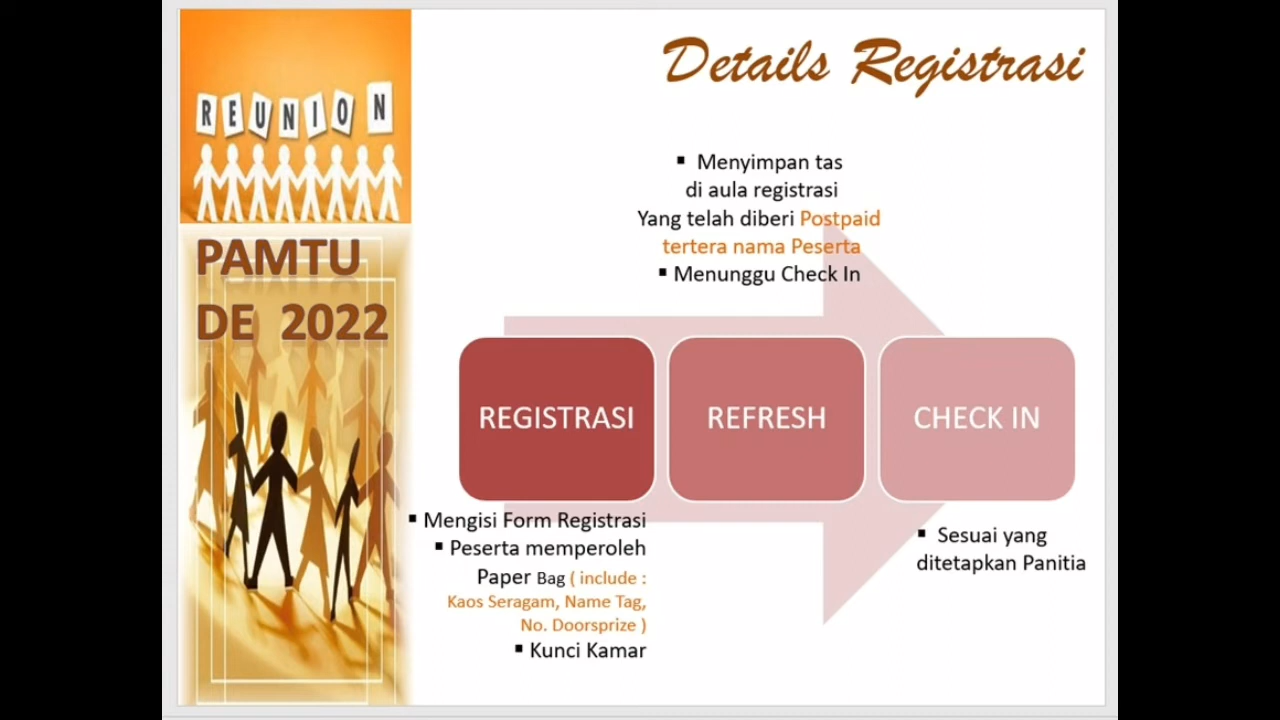 REUNION
PAMTU
DE 2022
Details Registrasi
▪ Menyimpan tas
di aula registrasi
Yang telah diberi Postpaid
tertera nama Peserta
▪ Menunggu Check In
REGISTRASI
REFRESH
CHECK IN
▪ Mengisi Form Registrasi
▪ Peserta memperoleh
Paper Bag ( include :
Kaos Seragam, Name Tag,
No. Doorsprize )
▪ Kunci Kamar
▪ Sesuai yang
ditetapkan Panitia